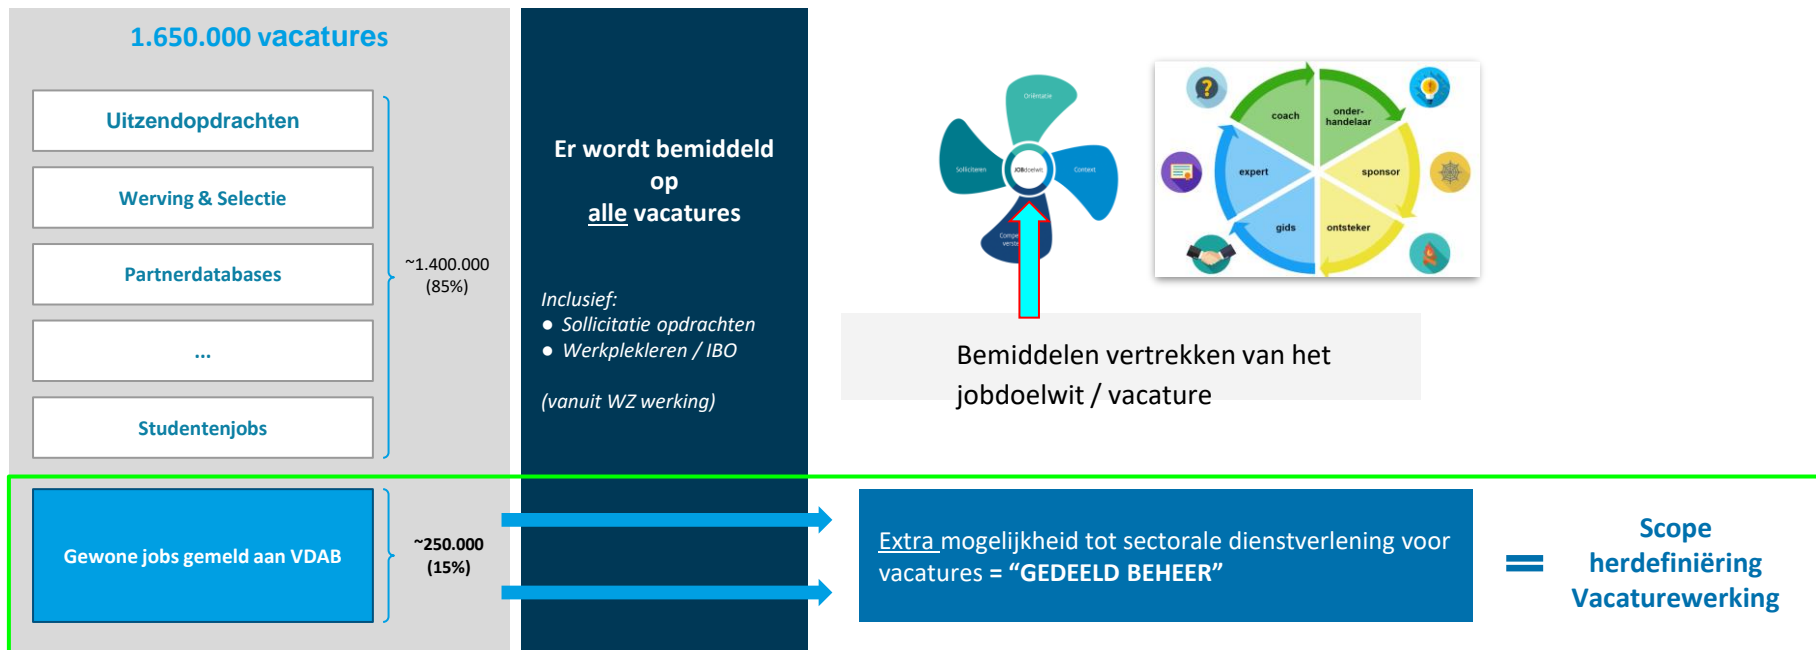 1.650.000 vacatures
Uitzendopdrachten
Werving & Selectie
Partnerdatabases
...
Studentenjobs
~1.400.000
(85%)
Gewone jobs gemeld aan VDAB
~250.000
(15%)
Er wordt bemiddeld
op
alle vacatures
Inclusief:
● Sollicitatie opdrachten
● Werkplekleren / IBO
(vanuit WZ werking)
Oriëntatie
Solliciteren
JOBdoelwit
Context
coach
onder-
handelaar
expert
sponsor
gids
ontsteker
Bemiddelen vertrekken van het
jobdoelwit / vacature
Extra mogelijkheid tot sectorale dienstverlening voor
vacatures = “GEDEELD BEHEER”
=
Scope
herdefiniëring
Vacaturewerking